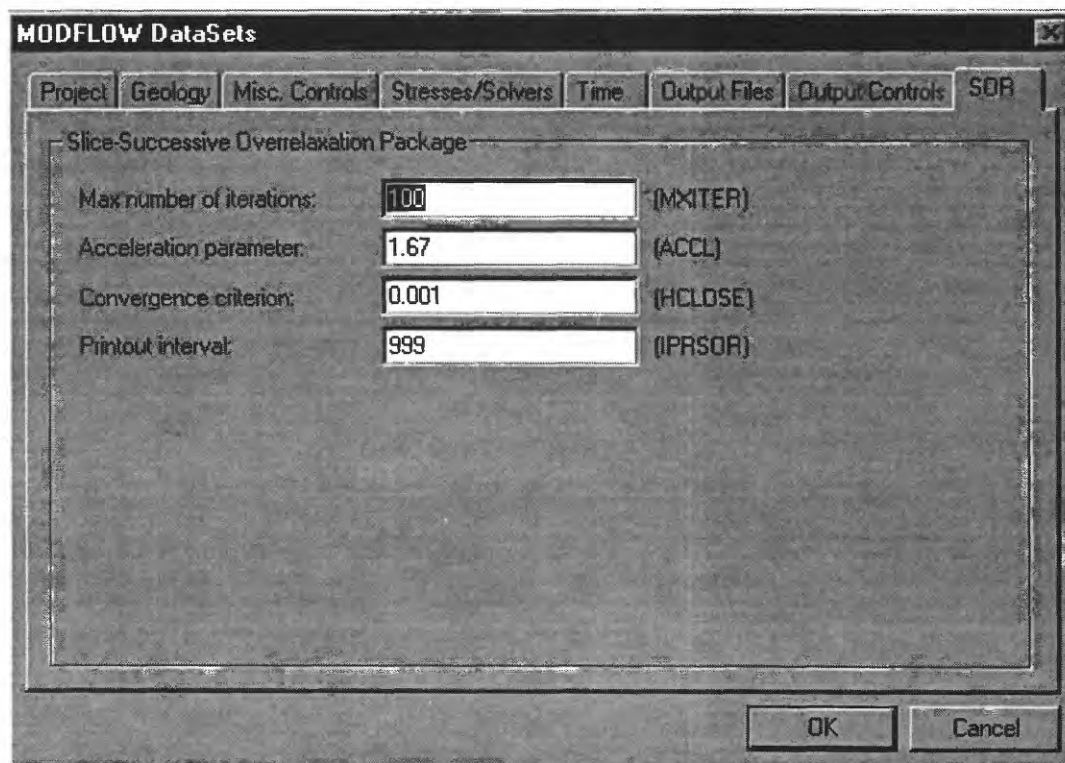 MODFLOW DataSets
Project Geology Misc. Controls Stresses/Solvers Time Output Files Output Controls SOR
Slice-Successive Overrelaxation Package
Max number of iterations: 100 (MXITER)
Acceleration parameter: 1.67 (ACCL)
Convergence criterion: 0.001 (HCLOSE)
Printout interval: 999 (IPRSOR)
OK Cancel